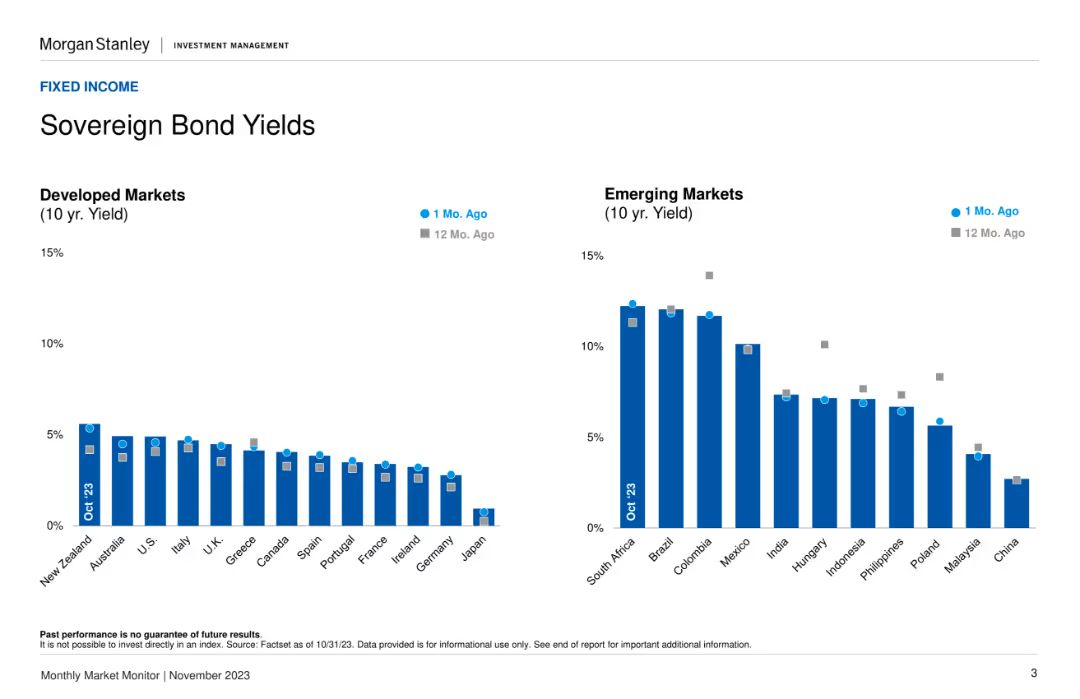 Morgan Stanley | INVESTMENT MANAGEMENT
FIXED INCOME
Sovereign Bond Yields
Developed Markets
(10 yr. Yield)
1 Mo. Ago
12 Mo. Ago
15%
10%
5%
0%
Oct '23
New Zealand
Australia
U.S.
Italy
U.K.
Greece
Canada
Spain
Portugal
France
Ireland
Germany
Japan
Emerging Markets
(10 yr. Yield)
1 Mo. Ago
12 Mo. Ago
15%
10%
5%
0%
Oct '23
South Africa
Brazil
Colombia
Mexico
India
Hungary
Indonesia
Philippines
Poland
Malaysia
China
Past performance is no guarantee of future results.
It is not possible to invest directly in an index. Source: Factset as of 10/31/23. Data provided is for informational use only. See end of report for important additional information.
Monthly Market Monitor | November 2023
3